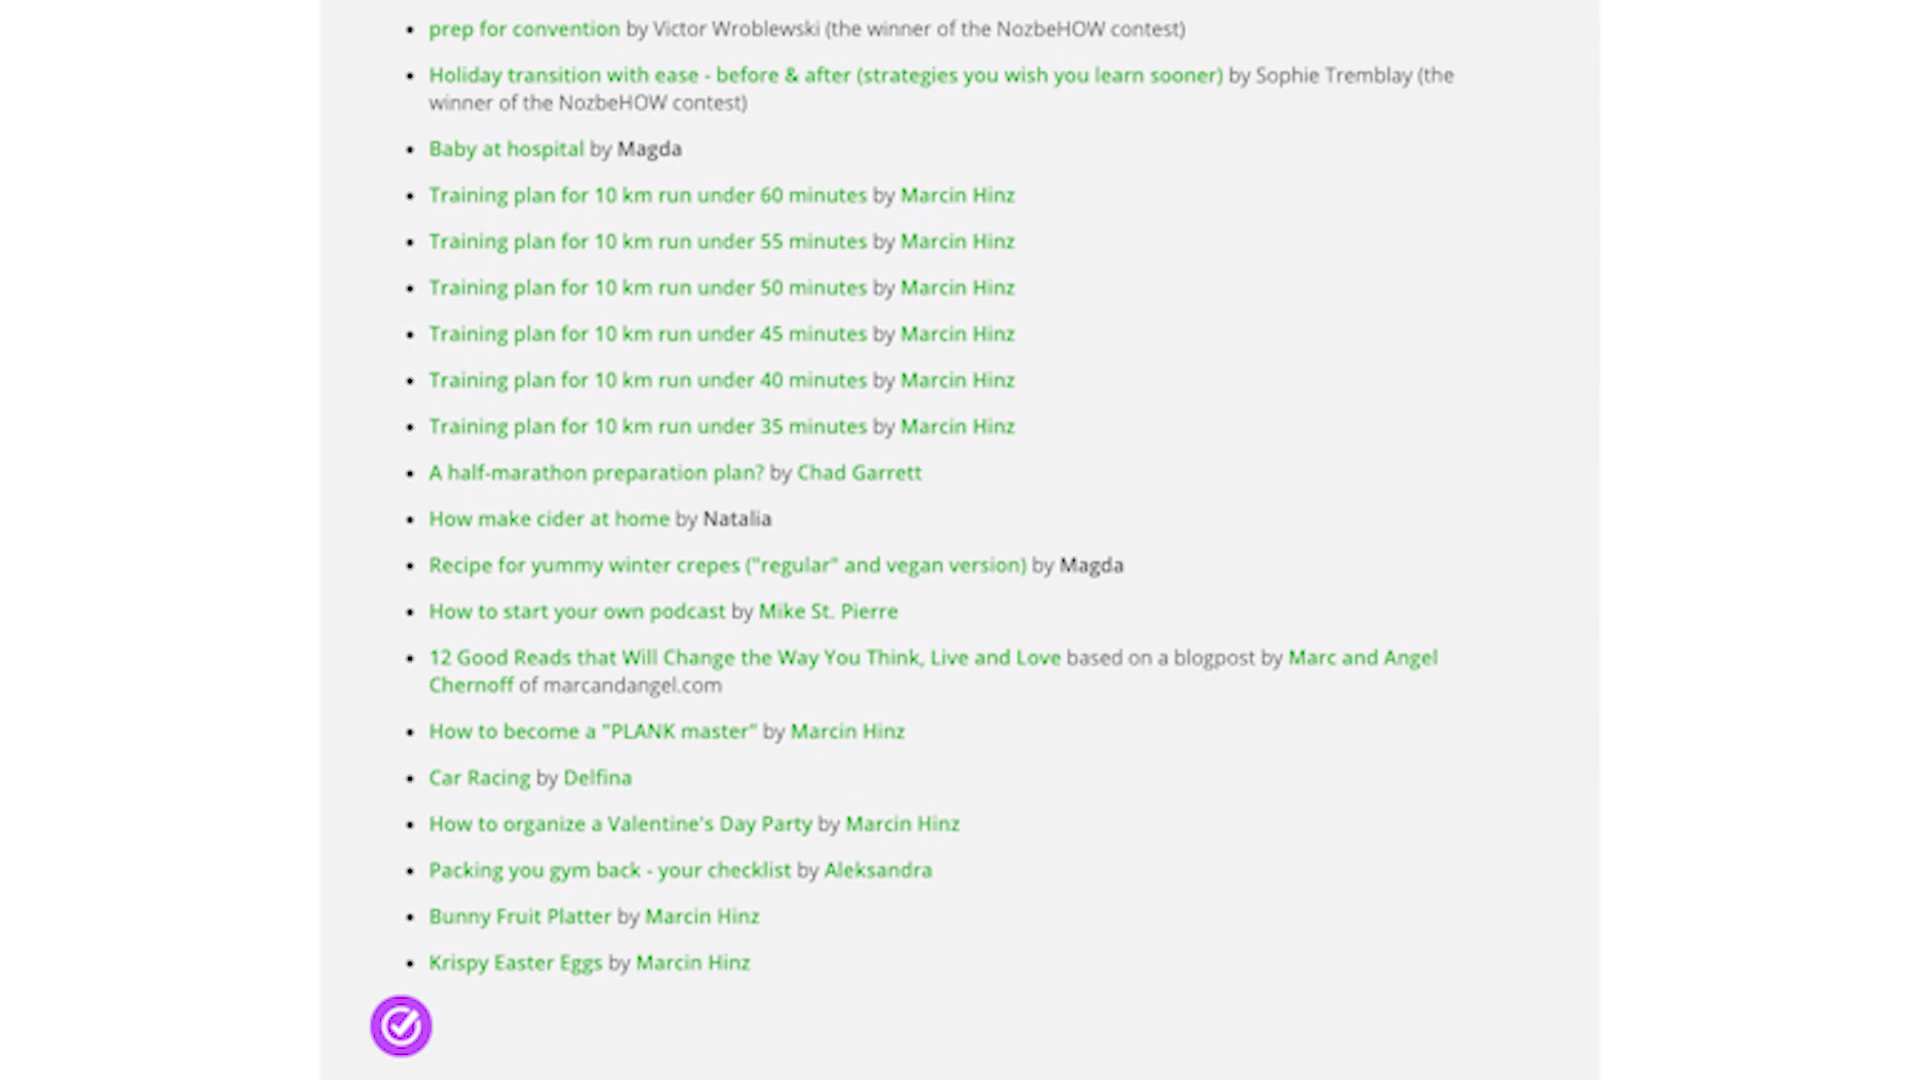 prep for convention by Victor Wroblewski (the winner of the NozbeHOW contest)
Holiday transition with ease - before & after (strategies you wish you learn sooner) by Sophie Tremblay (the
winner of the NozbeHOW contest)
Baby at hospital by Magda
Training plan for 10 km run under 60 minutes by Marcin Hinz
Training plan for 10 km run under 55 minutes by Marcin Hinz
Training plan for 10 km run under 50 minutes by Marcin Hinz
Training plan for 10 km run under 45 minutes by Marcin Hinz
Training plan for 10 km run under 40 minutes by Marcin Hinz
Training plan for 10 km run under 35 minutes by Marcin Hinz
A half-marathon preparation plan? by Chad Garrett
How make cider at home by Natalia
Recipe for yummy winter crepes ("regular" and vegan version) by Magda
How to start your own podcast by Mike St. Pierre
12 Good Reads that Will Change the Way You Think, Live and Love based on a blogpost by Marc and Angel
Chernoff of marcandangel.com
How to become a "PLANK master" by Marcin Hinz
Car Racing by Delfina
How to organize a Valentine's Day Party by Marcin Hinz
Packing you gym back - your checklist by Aleksandra
Bunny Fruit Platter by Marcin Hinz
Krispy Easter Eggs by Marcin Hinz